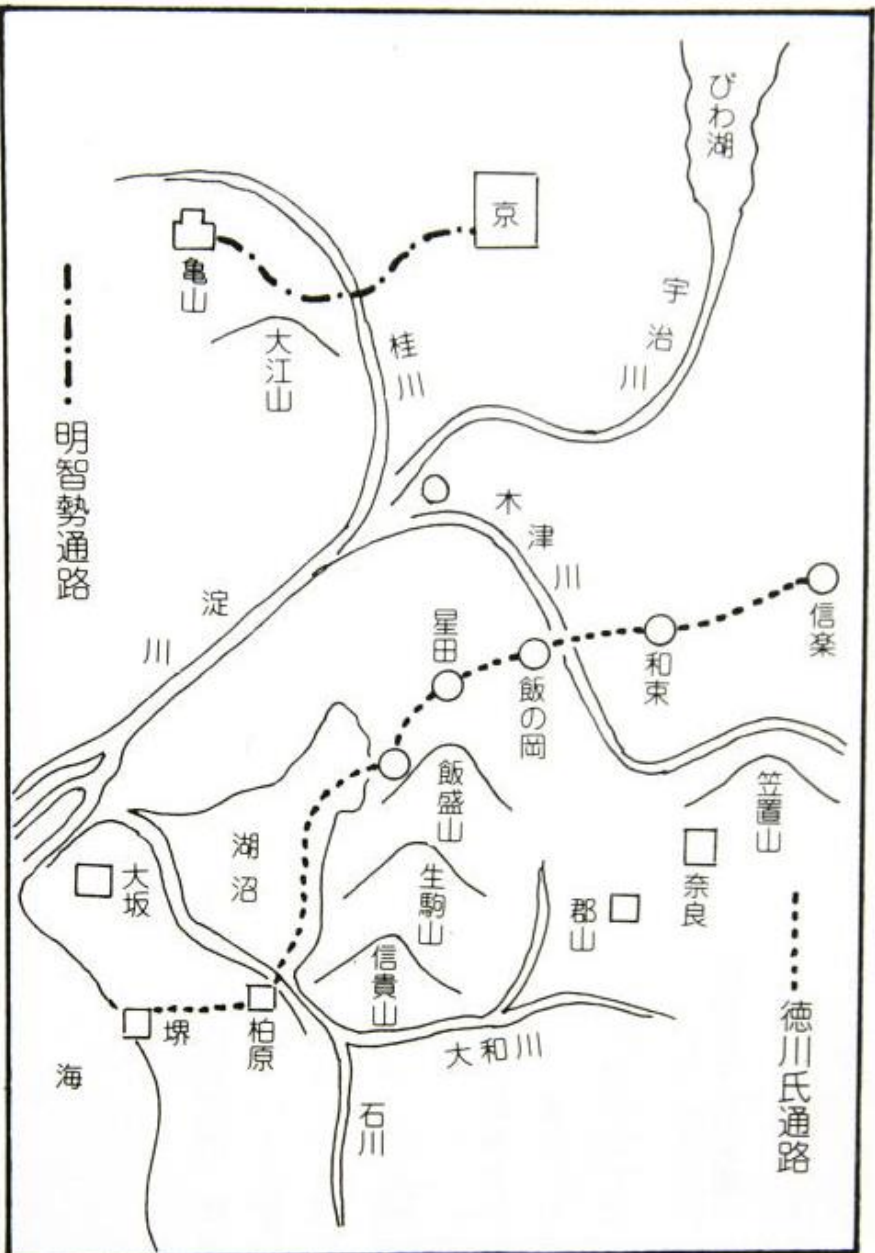 びわ湖
京
亀山
大江山
桂川
宇治川
明智勢通路
木津川
淀川
信楽
和束
飯の岡
星田
飯盛山
笠置山
湖沼
生駒山
奈良
郡山
大坂
信貴山
徳川氏通路
堺
柏原
大和川
海
石川